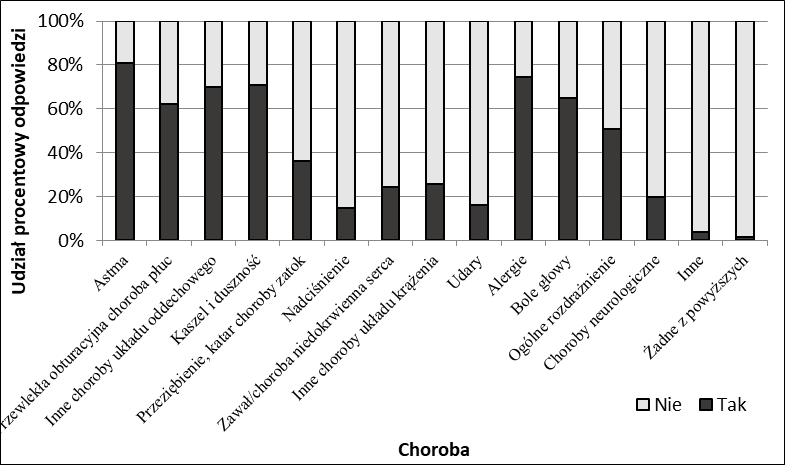 Udział procentowy odpowiedzi
100%
80%
60%
40%
20%
0%
Astma
rzewlekła obturacyjna choroba płuc
Inne choroby układu oddechowego
Kaszel i duszność
Przeziębienie, katar choroby zatok
Nadciśnienie
Zawał/choroba niedokrwienna serca
Inne choroby układu krążenia
Udary
Alergie
Bole głowy
Ogólne rozdrażnienie
Choroby neurologiczne
Inne
Żadne z powyższych
Nie
Tak
Choroba